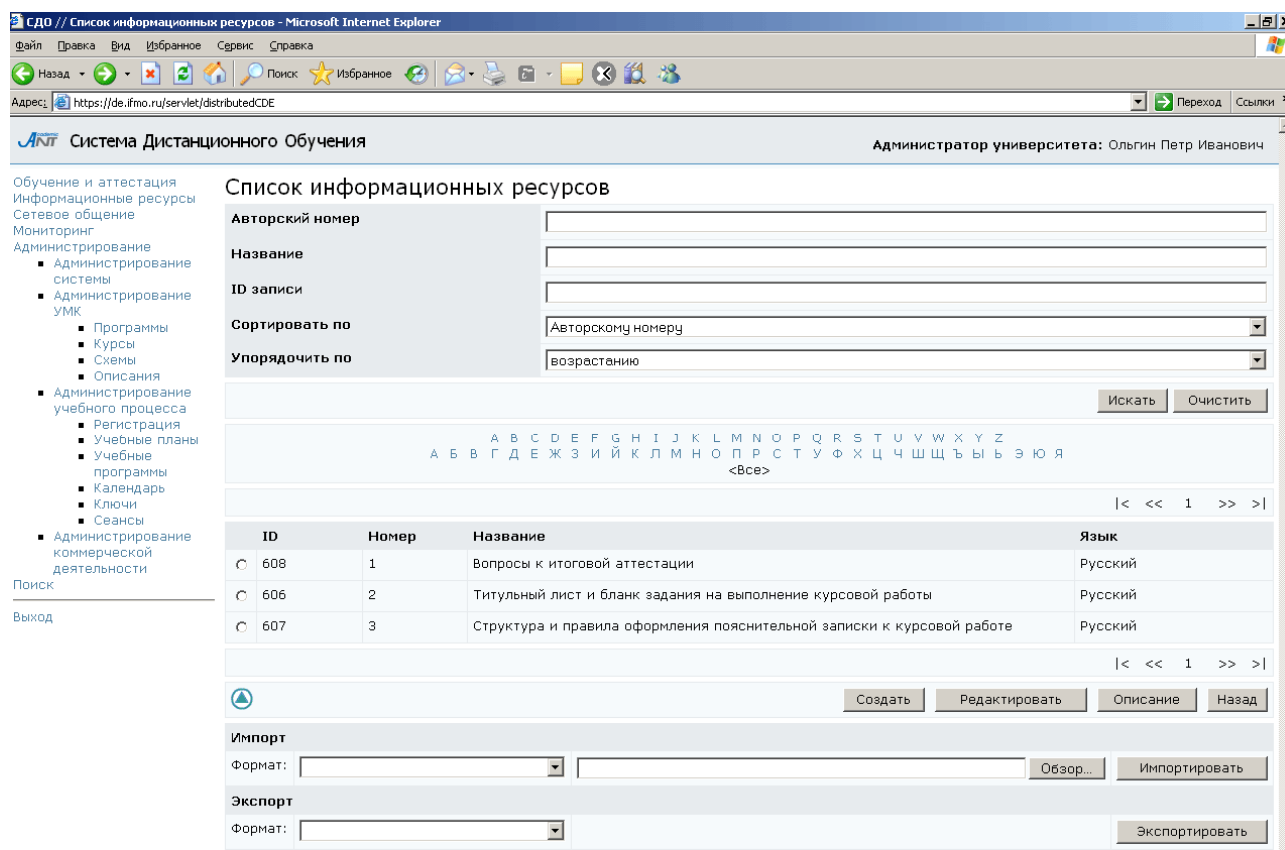 СДО // Список информационных ресурсов - Microsoft Internet Explorer
Файл Правка Вид Избранное Сервис Справка
Назад Поиск Избранное
Адрес: https://de.ifmo.ru/servlet/distributedCDE Переход Ссылки
Academic ANT Система Дистанционного Обучения
Администратор университета: Ольгин Петр Иванович
Обучение и аттестация
Информационные ресурсы
Сетевое общение
Мониторинг
Администрирование
Администрирование
системы
Администрирование
УМК
Программы
Курсы
Схемы
Описания
Администрирование
учебного процесса
Регистрация
Учебные планы
Учебные
программы
Календарь
Ключи
Сеансы
Администрирование
коммерческой
деятельности
Поиск
Выход
Список информационных ресурсов
Авторский номер
Название
ID записи
Сортировать по Авторскому номеру
Упорядочить по возрастанию
Искать Очистить
A B C D E F G H I J K L M N O P Q R S T U V W X Y Z
А Б В Г Д Е Ж З И Й К Л М Н О П Р С Т У Ф Х Ц Ч Ш Щ Ъ Ы Ь Э Ю Я
<Все>
|< << 1 >> >|
ID Номер Название Язык
608 1 Вопросы к итоговой аттестации Русский
606 2 Титульный лист и бланк задания на выполнение курсовой работы Русский
607 3 Структура и правила оформления пояснительной записки к курсовой работе Русский
|< << 1 >> >|
Создать Редактировать Описание Назад
Импорт
Формат: Обзор... Импортировать
Экспорт
Формат: Экспортировать